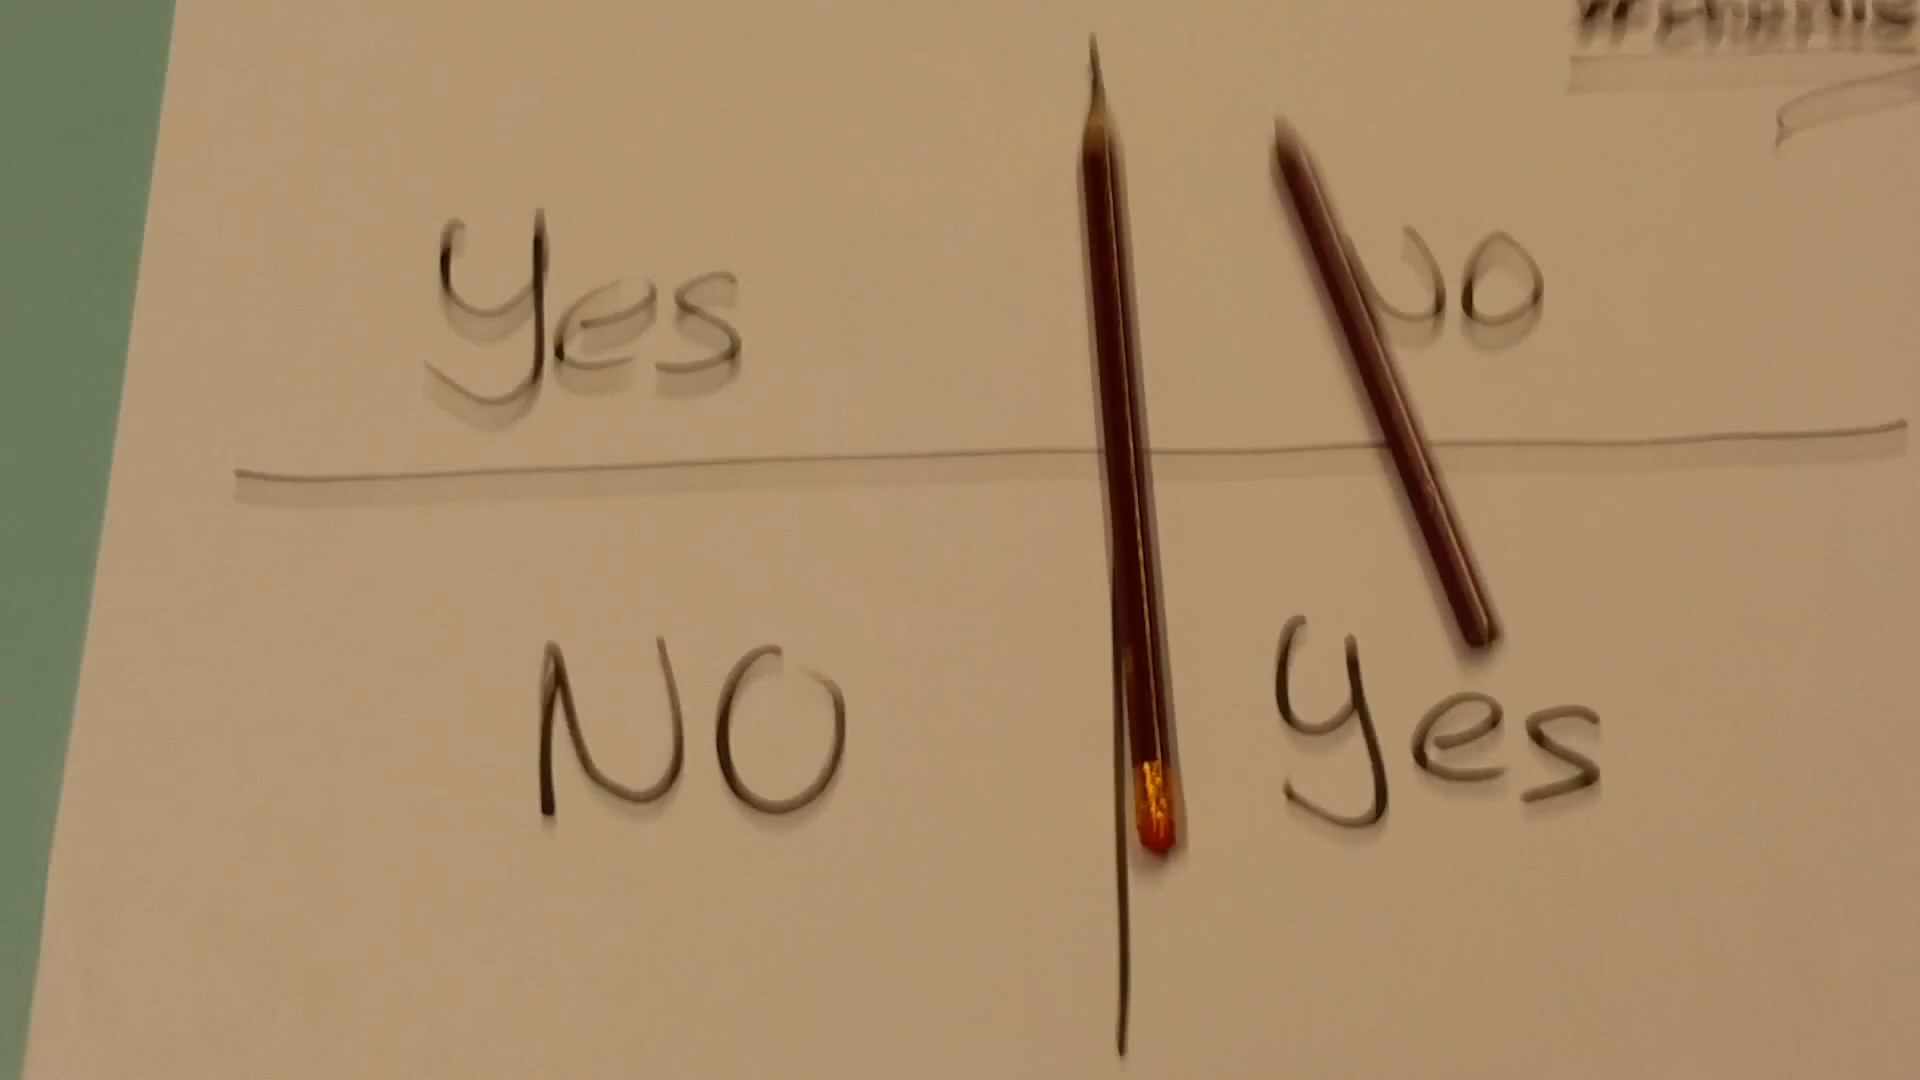 Yes NO
NO Yes